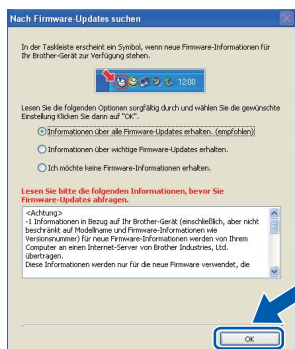 Nach Firmware-Updates suchen
In der Taskleiste erscheint ein Symbol, wenn neue Firmware-Informationen für
Ihr Brother-Gerät zur Verfügung stehen.
12:00
Lesen Sie die folgenden Optionen sorgfältig durch und wählen Sie die gewünschte
Einstellung Klicken Sie dann auf "OK".
Informationen über alle Firmware-Updates erhalten. (empfohlen)
Informationen über wichtige Firmware-Updates erhalten.
Ich möchte keine Firmware-Informationen erhalten.
Lesen Sie bitte die folgenden Informationen, bevor Sie
Firmware-Updates abfragen.
<Achtung>
-1 Informationen in Bezug auf Ihr Brother-Gerät (einschließlich, aber nicht
beschränkt auf Modellname und Firmware-Informationen wie
Versionsnummer) für neue Firmware-Informationen werden von Ihrem
Computer an einen Internet-Server von Brother Industries, Ltd.
übertragen.
Diese Informationen werden nur für die neue Firmware verwendet, die
OK